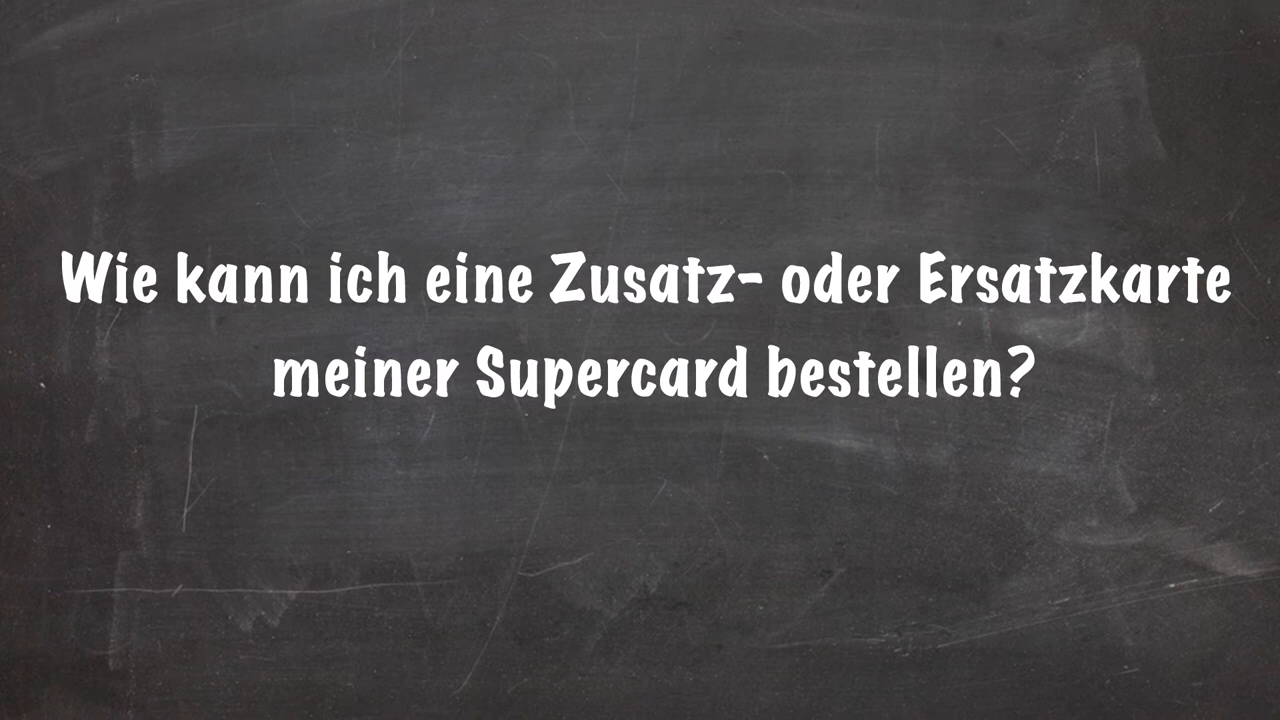 Wie kann ich eine Zusatz- oder Ersatzkarte
meiner Supercard bestellen?